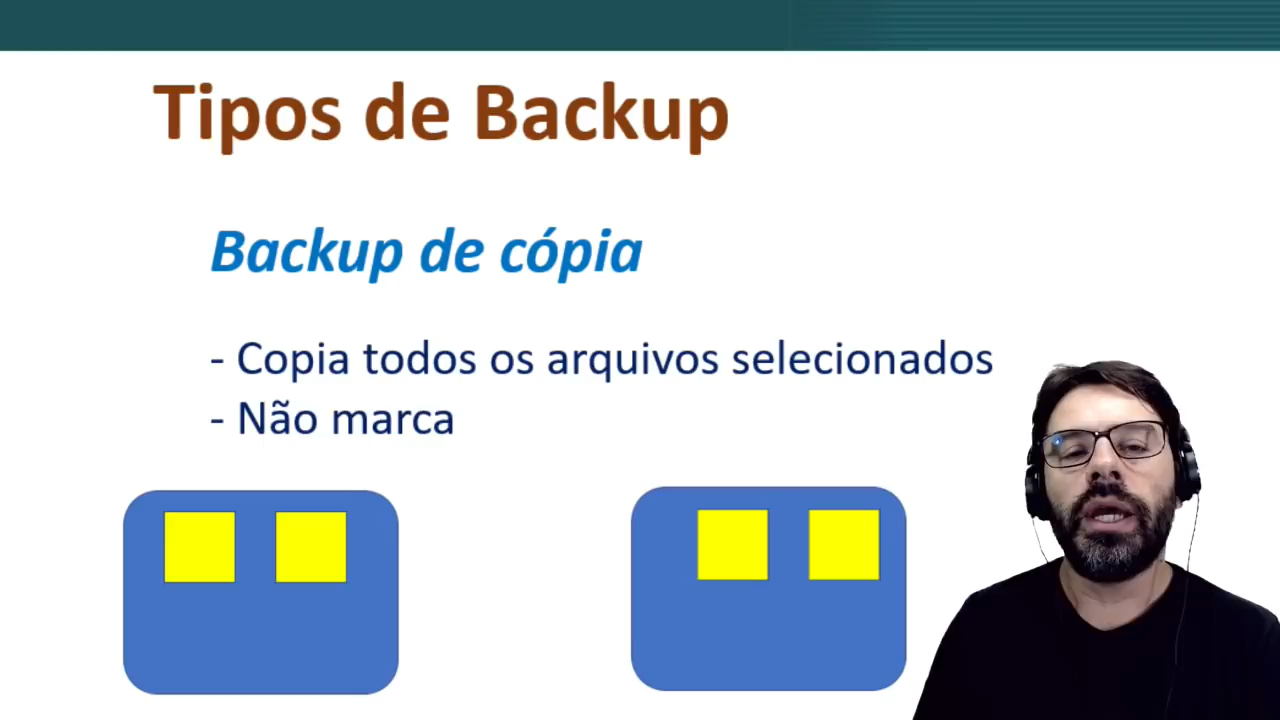 Tipos de Backup
Backup de cópia
- Copia todos os arquivos selecionados
- Não marca